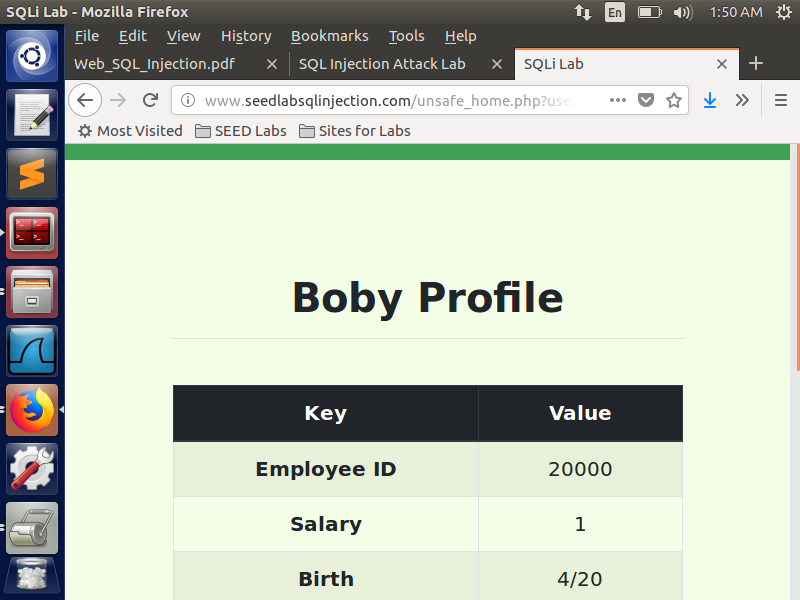 SQLi Lab - Mozilla Firefox
En
1:50 AM
File Edit View History Bookmarks Tools Help
Web_SQL_Injection.pdf
SQL Injection Attack Lab
SQLi Lab
www.seedlabsqlinjection.com/unsafe_home.php?use
Most Visited
SEED Labs
Sites for Labs
Boby Profile
Key Value
Employee ID 20000
Salary 1
Birth 4/20